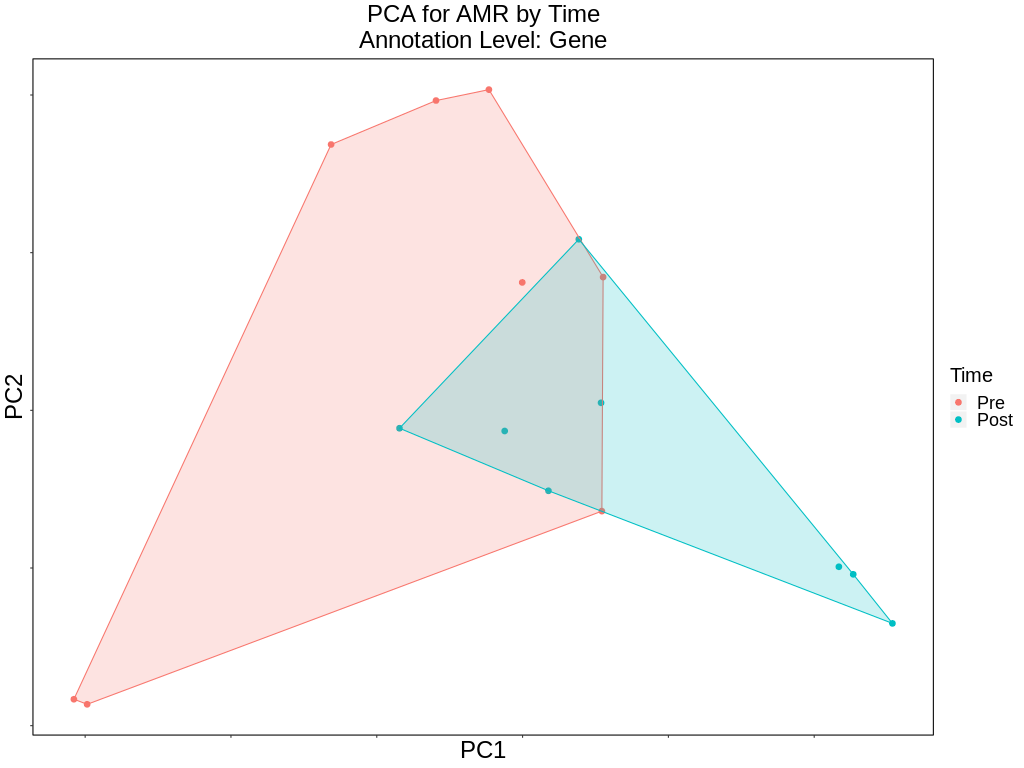 PCA for AMR by Time
Annotation Level: Gene
PC2
PC1
Time
Pre
Post